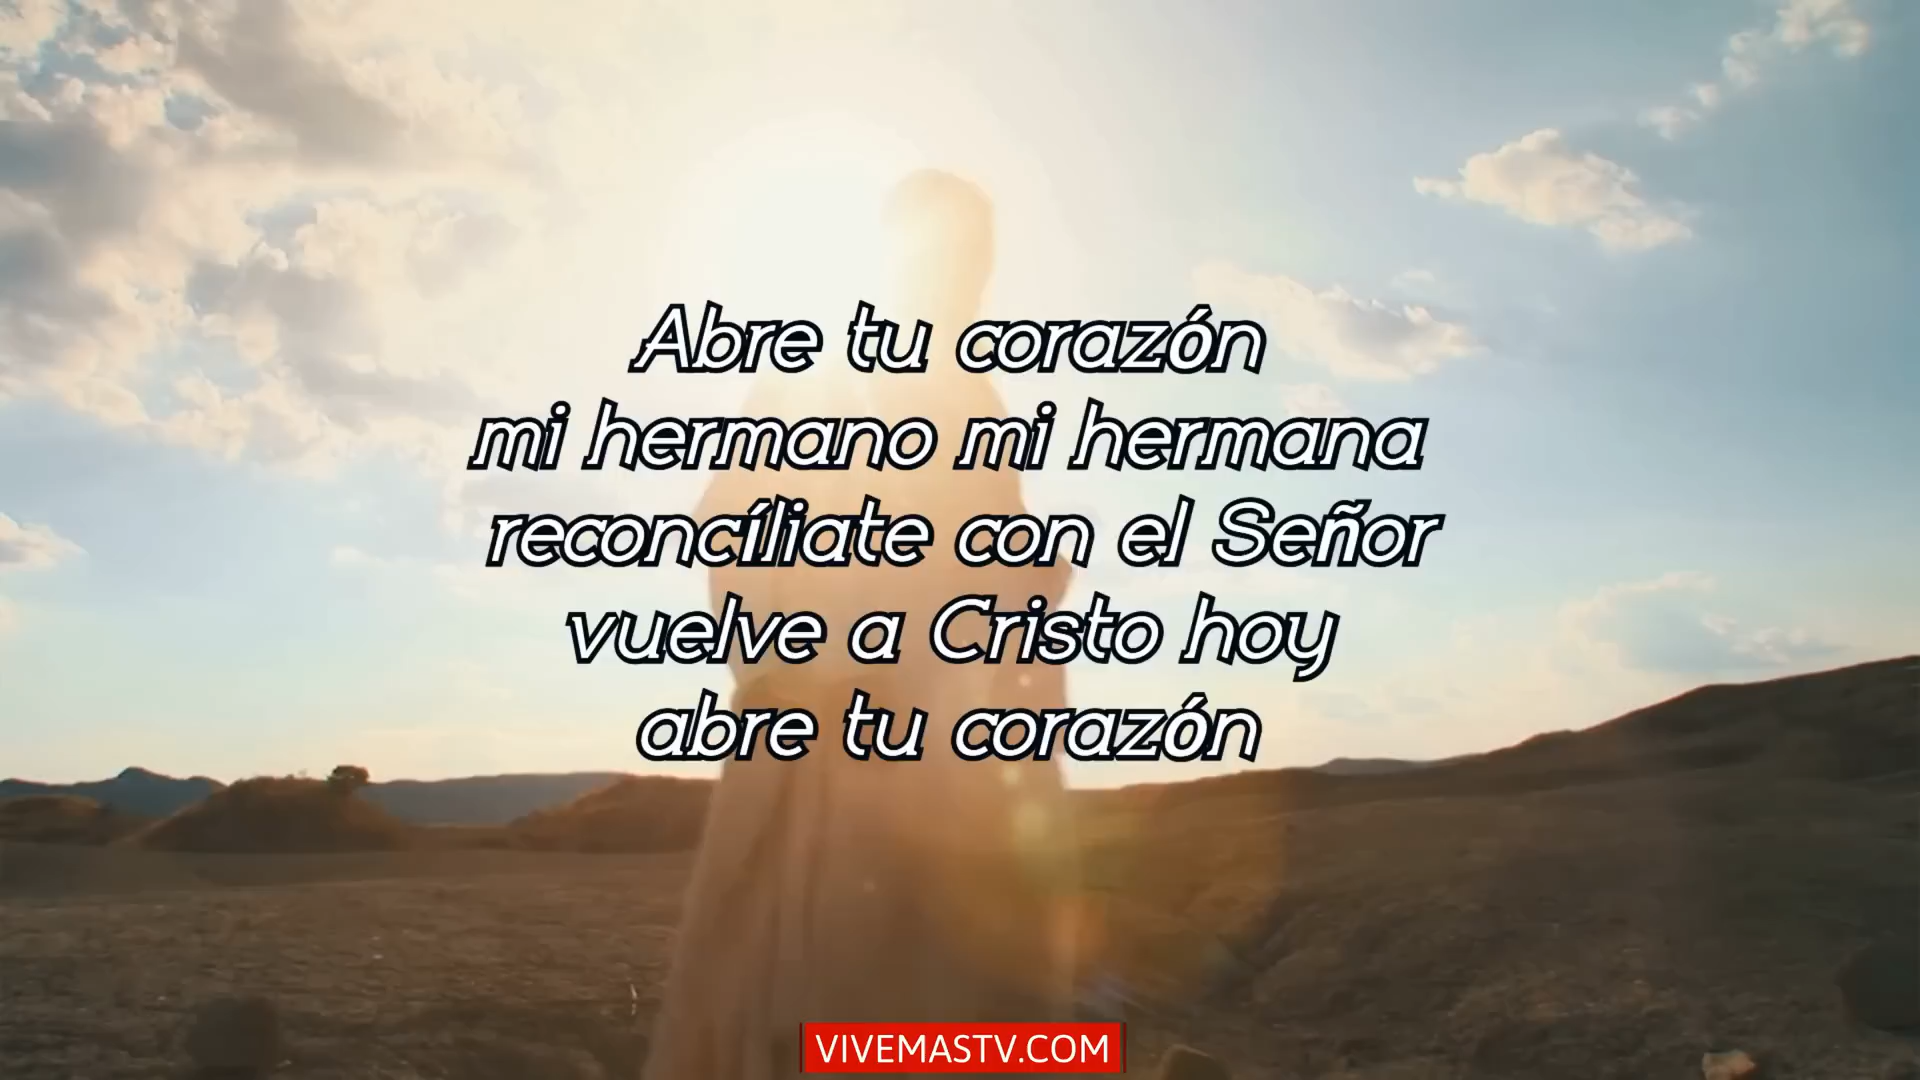 Abre tu corazón
mi hermano mi hermana
reconcíliate con el Señor
vuelve a Cristo hoy
abre tu corazón
VIVEMASTV.COM